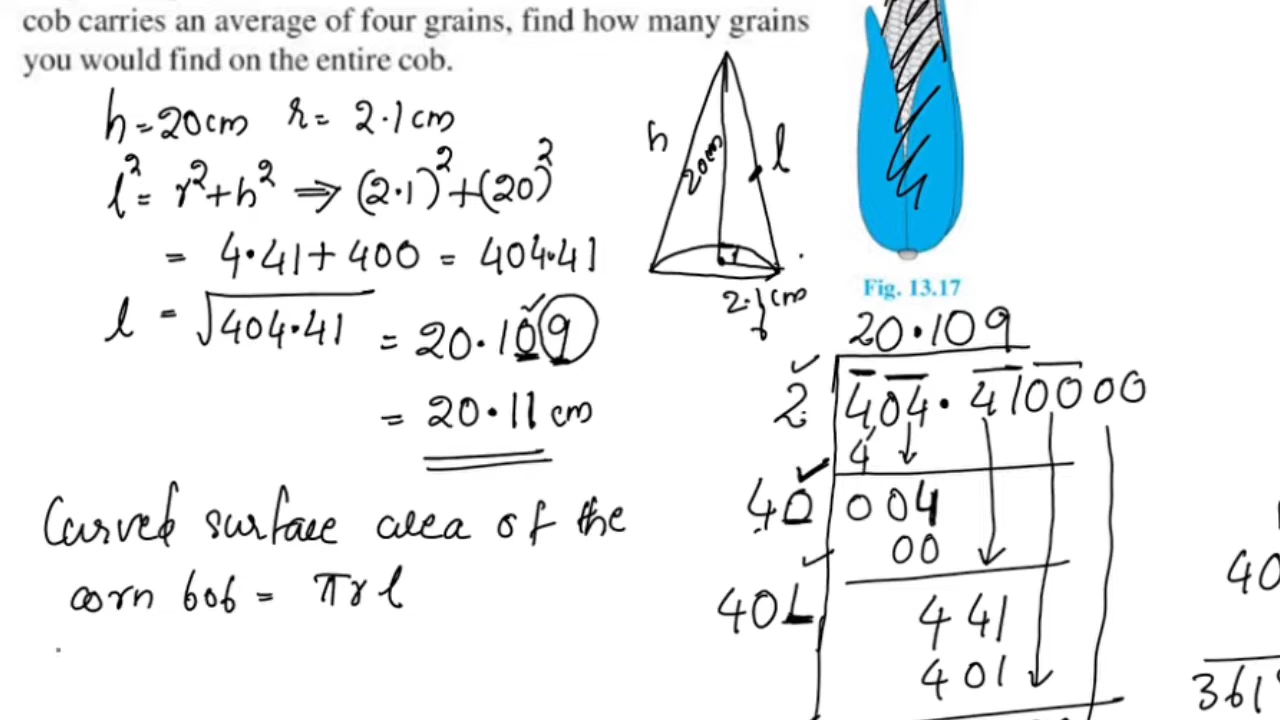 cob carries an average of four grains, find how many grains
you would find on the entire cob.
h = 20cm r = 2.1cm
l² = r² + h² ⇒ (2.1)² + (20)²
= 4.41 + 400 = 404.41
l = √404.41 = 20.109
= 20.11 cm
Curved surface area of the
corn bob = πrl
h
20cm
l
2.1cm
Fig. 13.17
20.109
2 404.410000
4
40 004
00
401 441
401
40
361